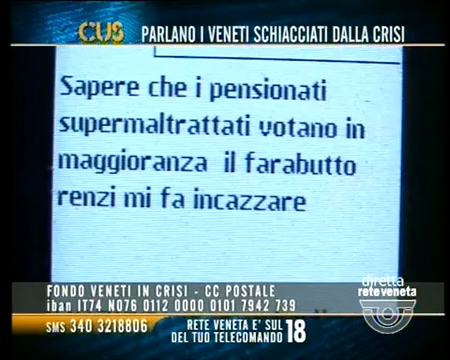 CUS PARLANO I VENETI SCHIACCIATI DALLA CRISI
Sapere che i pensionati
supermaltrattati votano in
maggioranza il farabutto
renzi mi fa incazzare
diretta
reteveneta
FONDO VENETI IN CRISI - CC POSTALE
iban IT74 N076 0112 0000 0101 7942 739
SMS 340 3218806
RETE VENETA E' SUL
DEL TUO TELECOMANDO 18